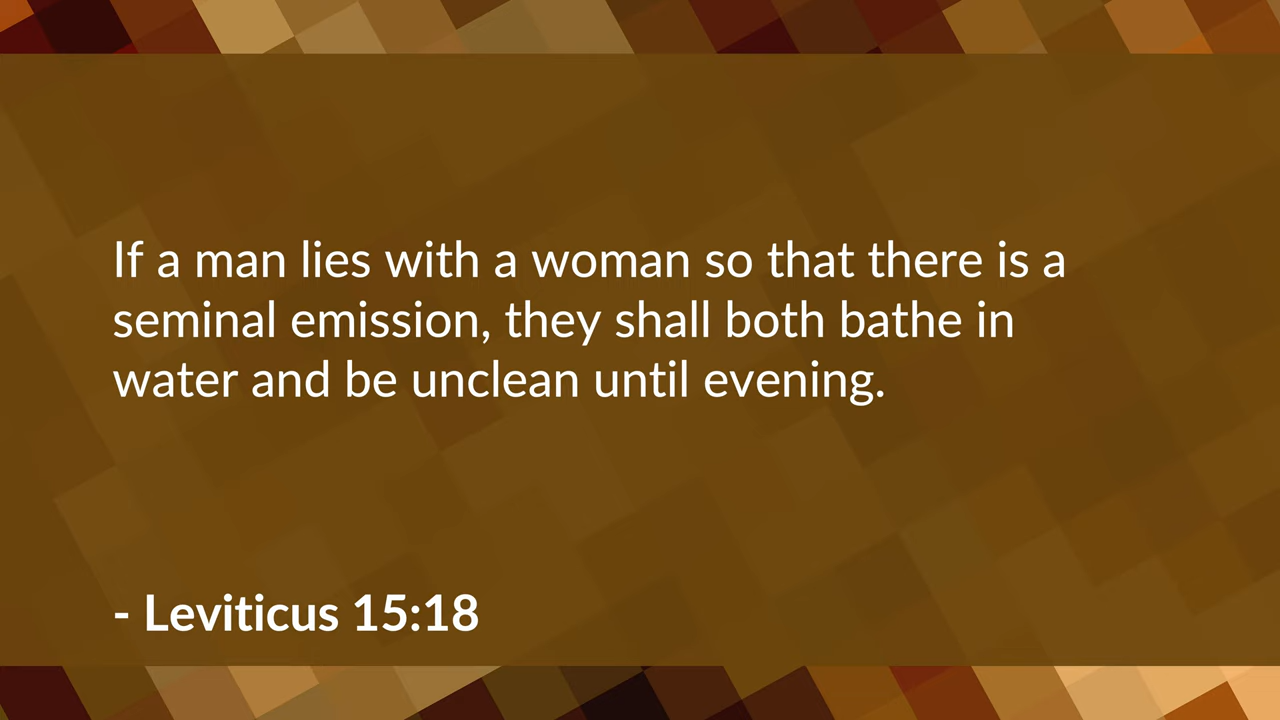 If a man lies with a woman so that there is a
seminal emission, they shall both bathe in
water and be unclean until evening.
- Leviticus 15:18